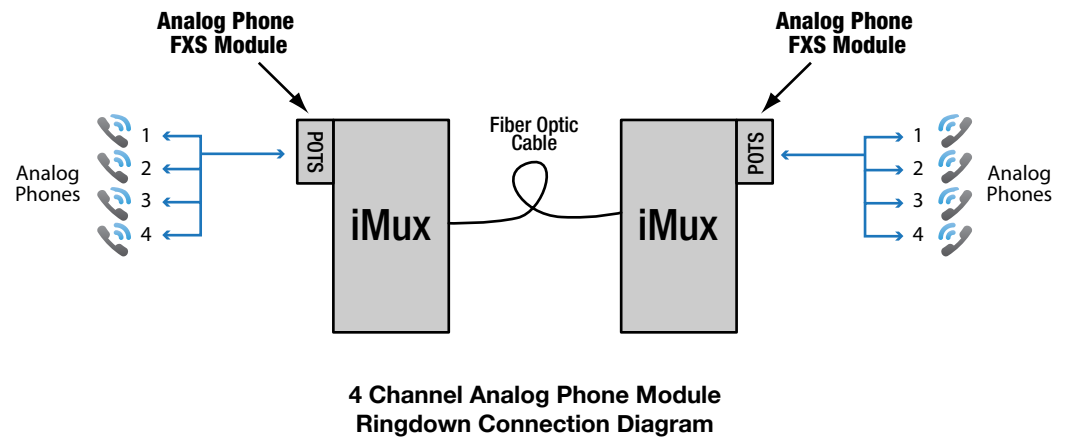 Analog Phone
FXS Module
Analog Phone
FXS Module
Analog
Phones
1
2
3
4
POTS
iMux
Fiber Optic
Cable
iMux
POTS
1
2
3
4
Analog
Phones
4 Channel Analog Phone Module
Ringdown Connection Diagram